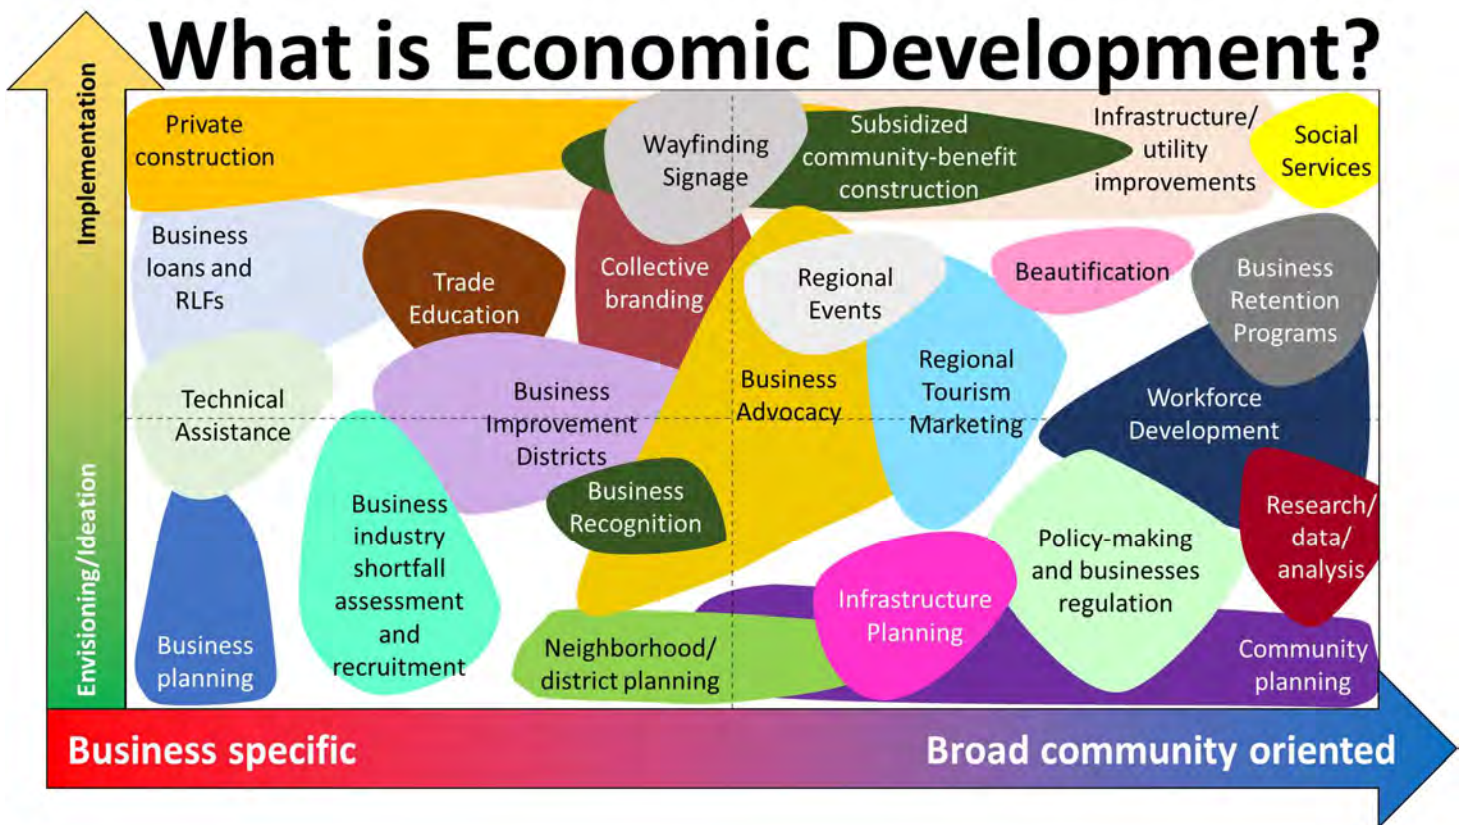 What is Economic Development?
Implementation
Envisioning/Ideation
Private
construction
Wayfinding
Signage
Subsidized
community-benefit
construction
Infrastructure/
utility
improvements
Social
Services
Business
loans and
RLFs
Trade
Education
Collective
branding
Regional
Events
Beautification
Business
Retention
Programs
Technical
Assistance
Business
Improvement
Districts
Business
Advocacy
Regional
Tourism
Marketing
Workforce
Development
Business
industry
shortfall
assessment
and
recruitment
Business
Recognition
Policy-making
and businesses
regulation
Research/
data/
analysis
Business
planning
Neighborhood/
district planning
Infrastructure
Planning
Community
planning
Business specific
Broad community oriented